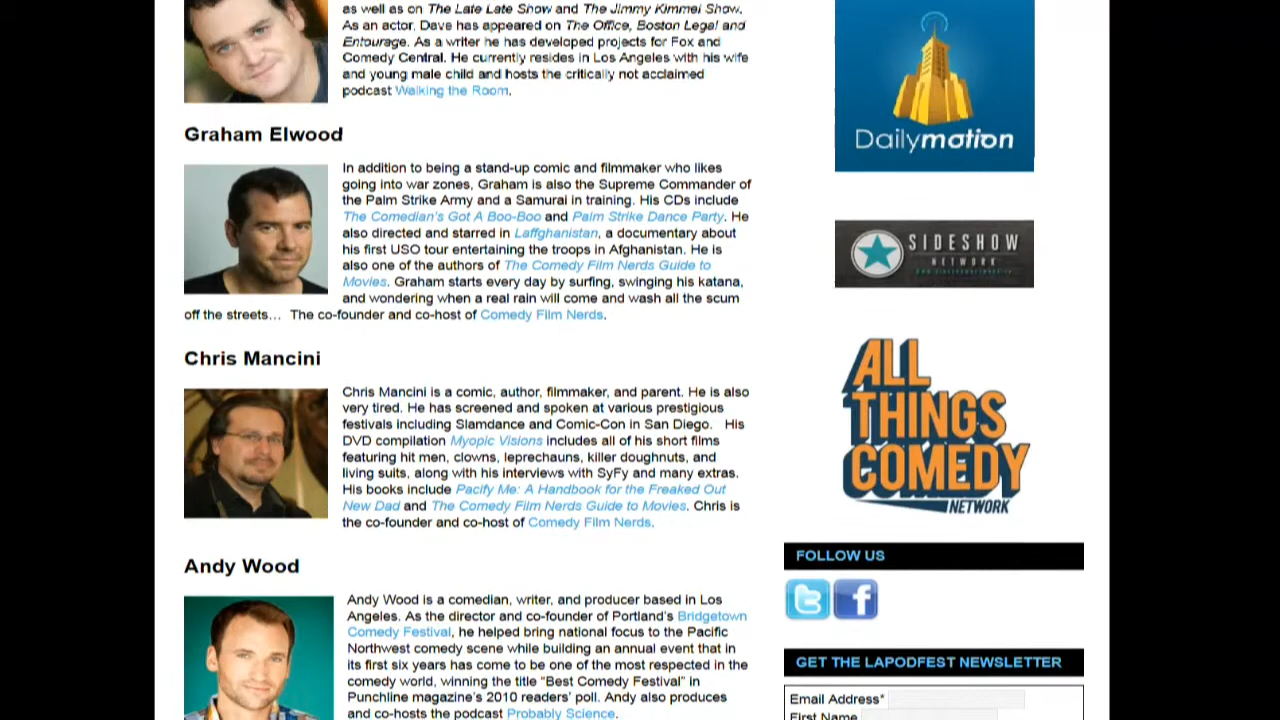 as well as on The Late Late Show and The Jimmy Kimmel Show.
As an actor, Dave has appeared on The Office, Boston Legal and
Entourage. As a writer he has developed projects for Fox and
Comedy Central. He currently resides in Los Angeles with his wife
and young male child and hosts the critically not acclaimed
podcast Walking the Room.
Graham Elwood
In addition to being a stand-up comic and filmmaker who likes
going into war zones, Graham is also the Supreme Commander of
the Palm Strike Army and a Samurai in training. His CDs include
The Comedian's Got A Boo-Boo and Palm Strike Dance Party. He
also directed and starred in Laffghanistan, a documentary about
his first USO tour entertaining the troops in Afghanistan. He is
also one of the authors of The Comedy Film Nerds Guide to
Movies. Graham starts every day by surfing, swinging his katana,
and wondering when a real rain will come and wash all the scum
off the streets… The co-founder and co-host of Comedy Film Nerds.
Chris Mancini
Chris Mancini is a comic, author, filmmaker, and parent. He is also
very tired. He has screened and spoken at various prestigious
festivals including Slamdance and Comic-Con in San Diego. His
DVD compilation Myopic Visions includes all of his short films
featuring hit men, clowns, leprechauns, killer doughnuts, and
living suits, along with his interviews with SyFy and many extras.
His books include Pacify Me: A Handbook for the Freaked Out
New Dad and The Comedy Film Nerds Guide to Movies. Chris is
the co-founder and co-host of Comedy Film Nerds.
Andy Wood
Andy Wood is a comedian, writer, and producer based in Los
Angeles. As the director and co-founder of Portland's Bridgetown
Comedy Festival, he helped bring national focus to the Pacific
Northwest comedy scene while building an annual event that in
its first six years has come to be one of the most respected in the
comedy world, winning the title "Best Comedy Festival" in
Punchline magazine's 2010 readers' poll. Andy also produces
and co-hosts the podcast Probably Science.
Dailymotion
SIDESHOW
NETWORK
ALL
THINGS
COMEDY
NETWORK
FOLLOW US
GET THE LAPODFEST NEWSLETTER
Email Address*
First Name